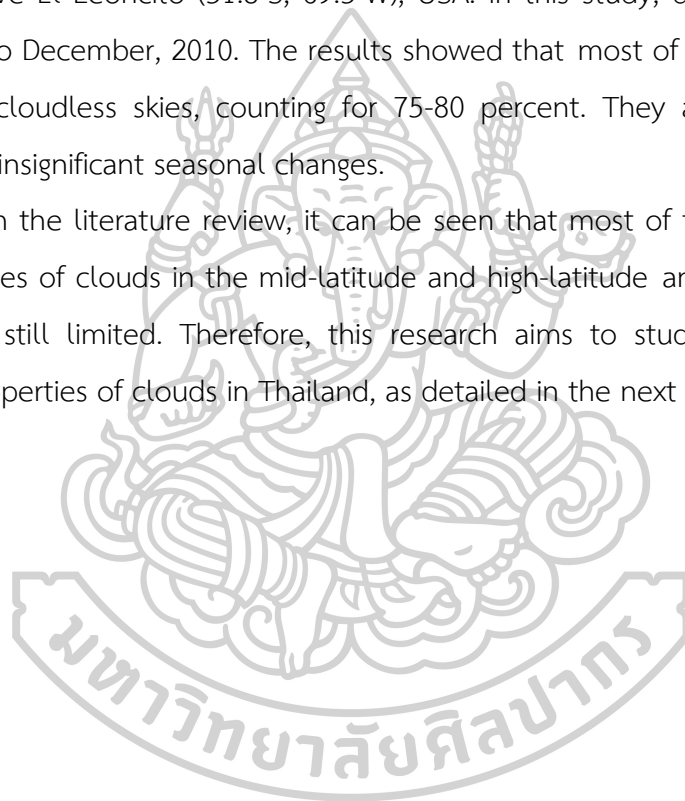 ve El Leoncito (31.8°S, 69.3°W), USA. In this study, d
o December, 2010. The results showed that most of
cloudless skies, counting for 75-80 percent. They a
insignificant seasonal changes.
n the literature review, it can be seen that most of t
es of clouds in the mid-latitude and high-latitude an
still limited. Therefore, this research aims to stud
perties of clouds in Thailand, as detailed in the next
มหาวิทยาลัยศิลปากร